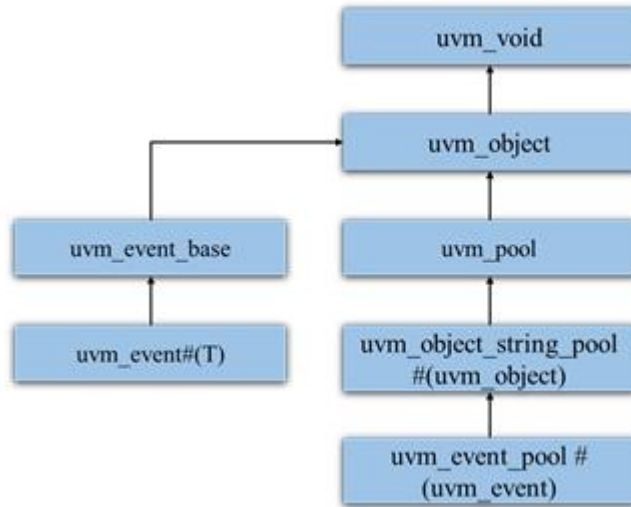 uvm_void
uvm_object
uvm_event_base
uvm_pool
uvm_event#(T)
uvm_object_string_pool
#(uvm_object)
uvm_event_pool #
(uvm_event)